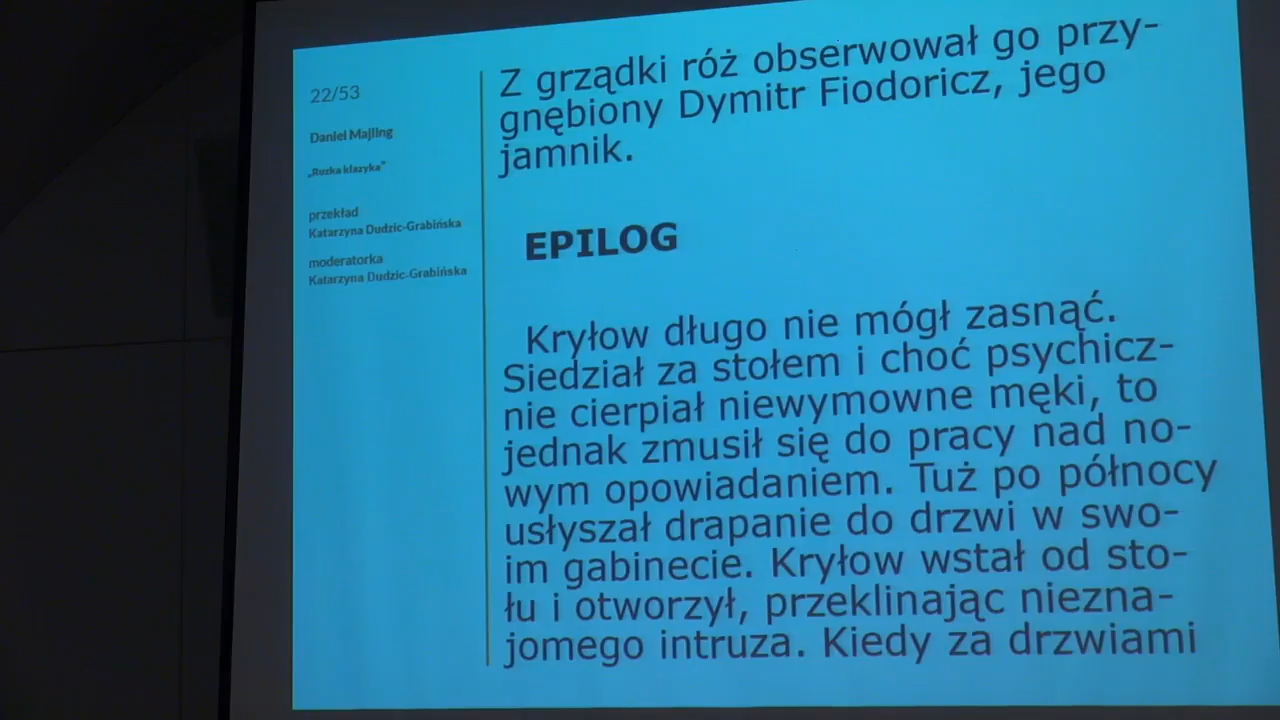 22/53
Daniel Majling
„Ruzka klazyka”
przekład
Katarzyna Dudzic-Grabińska
moderatorka
Katarzyna Dudzic-Grabińska
Z grządki róż obserwował go przy-
gnębiony Dymitr Fiodoricz, jego
jamnik.
EPILOG
Kryłow długo nie mógł zasnąć.
Siedział za stołem i choć psychicz-
nie cierpiał niewymowne męki, to
jednak zmusił się do pracy nad no-
wym opowiadaniem. Tuż po północy
usłyszał drapanie do drzwi w swo-
im gabinecie. Kryłow wstał od sto-
łu i otworzył, przeklinając niezna-
jomego intruza. Kiedy za drzwiami